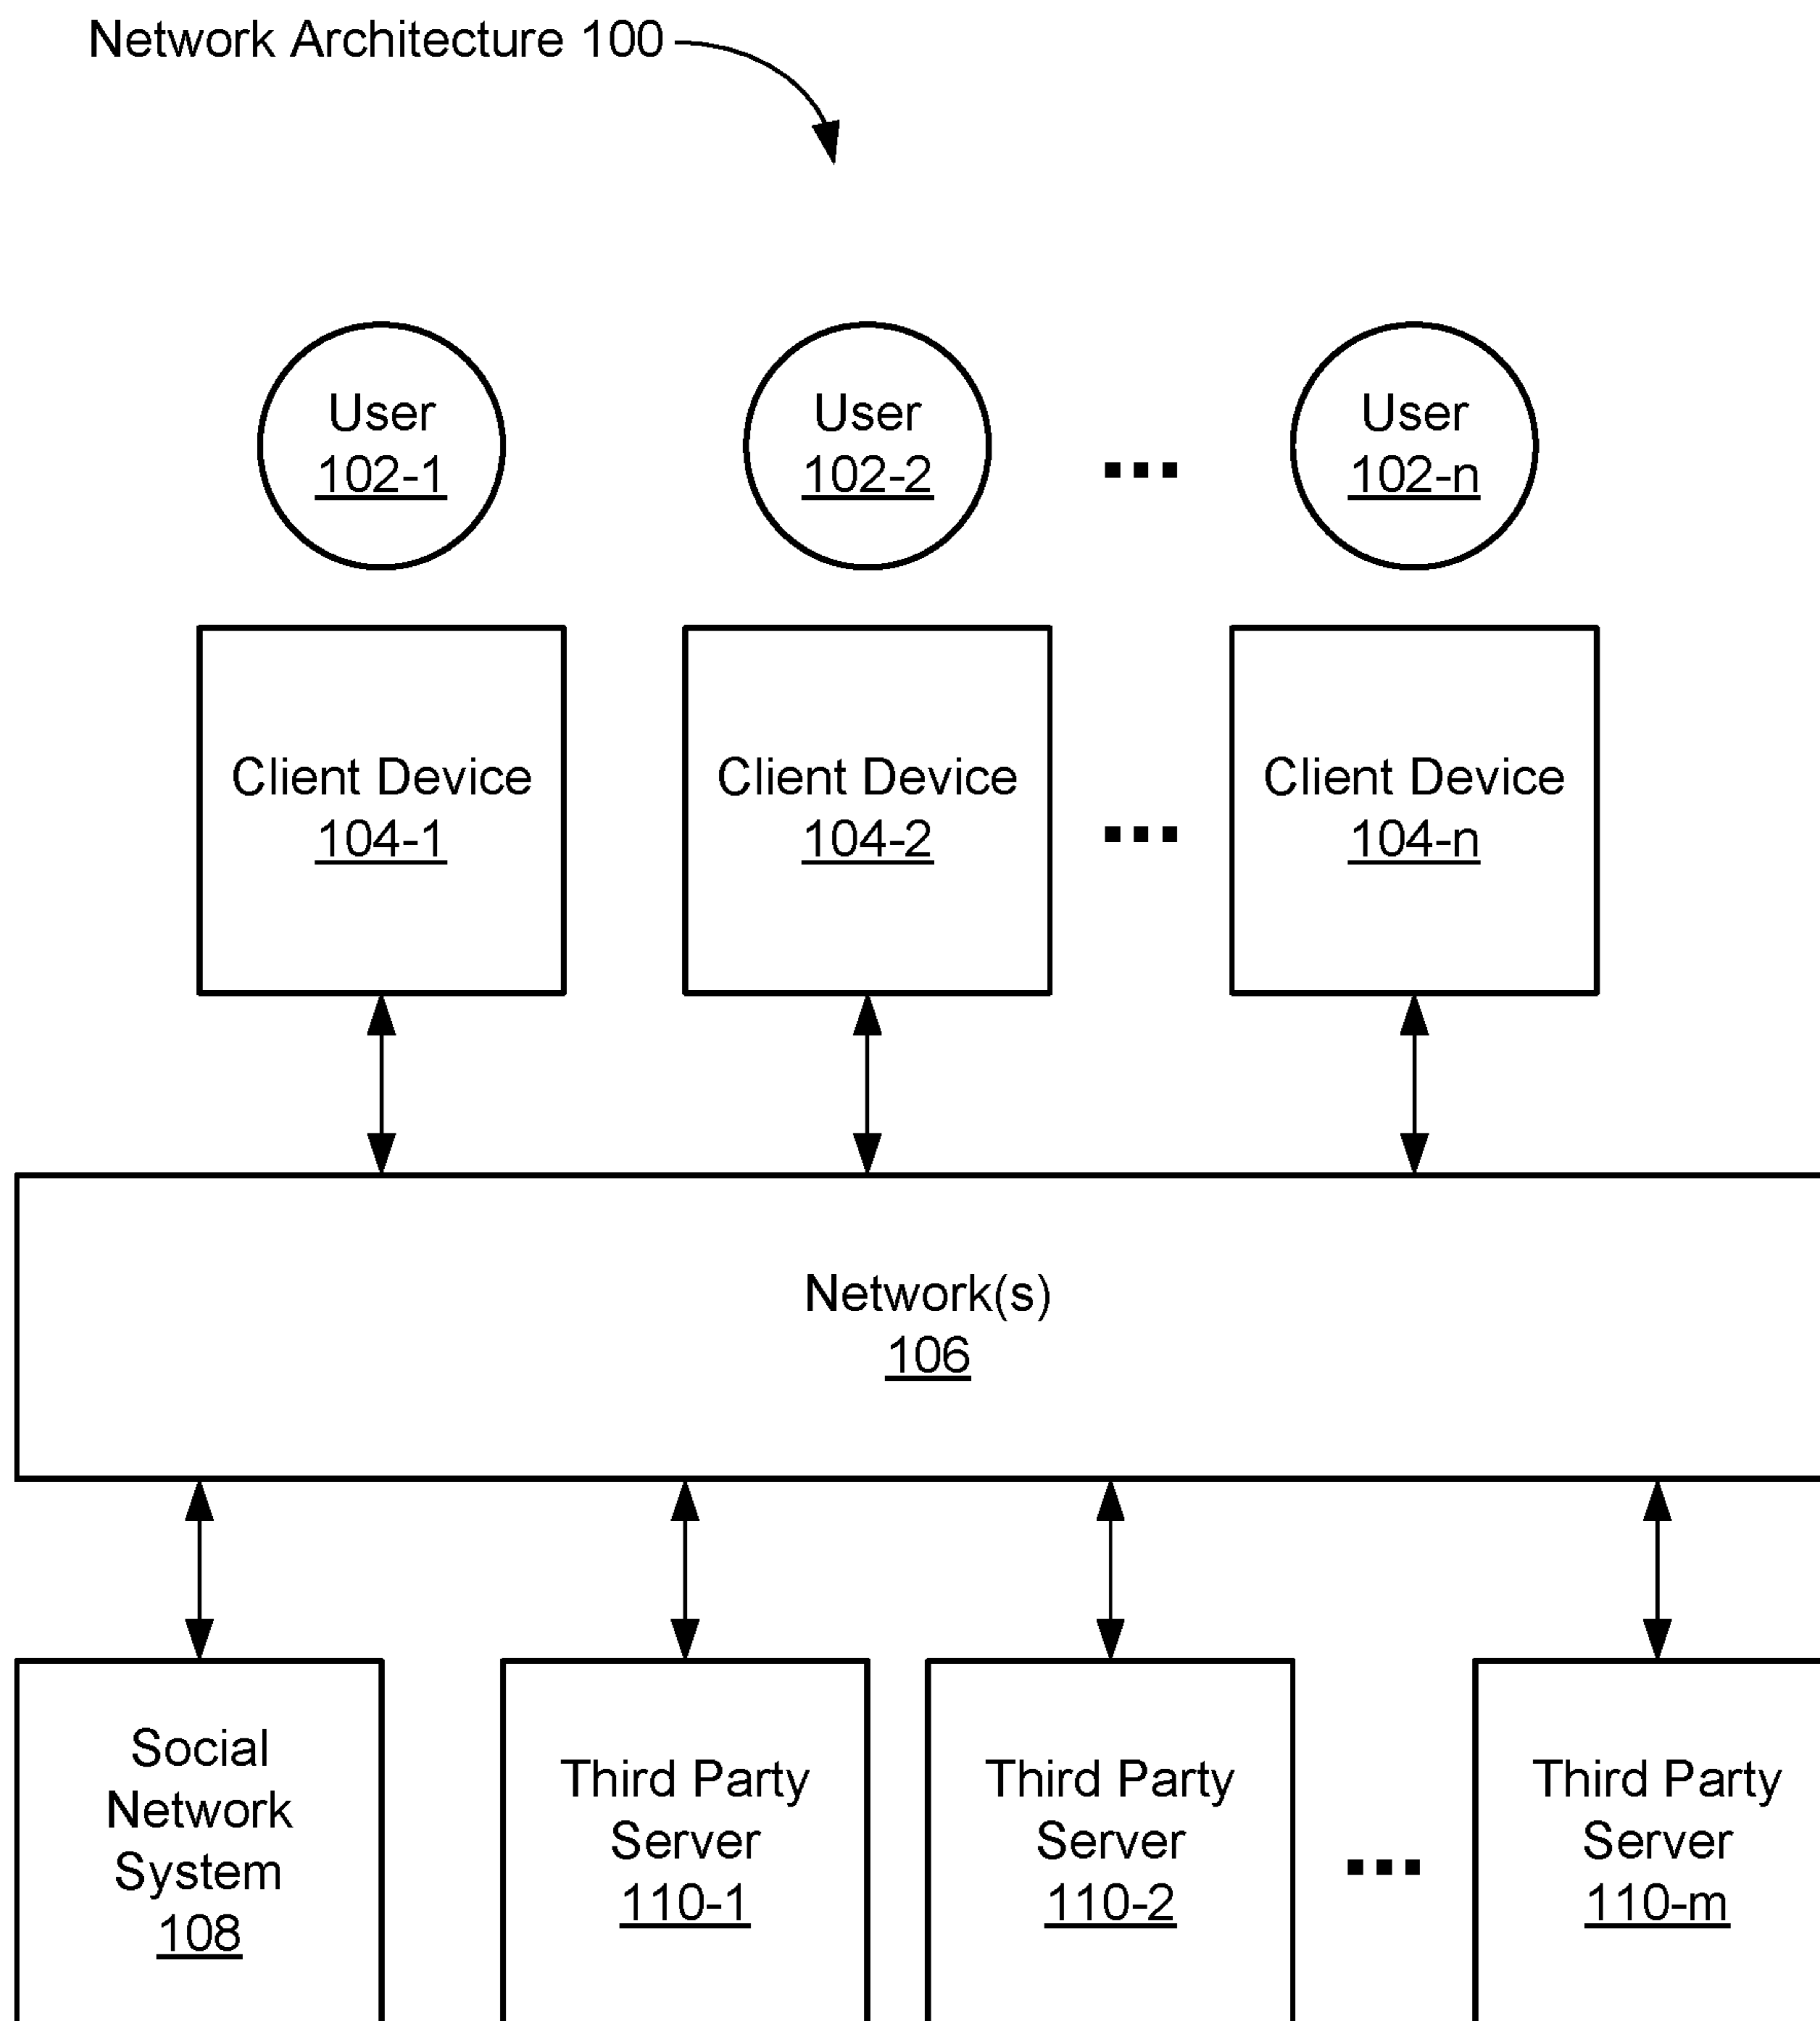 Network Architecture 100
User
102-1
User
102-2
...
User
102-n
Client Device
104-1
Client Device
104-2
...
Client Device
104-n
Network(s)
106
Social
Network
System
108
Third Party
Server
110-1
Third Party
Server
110-2
...
Third Party
Server
110-m